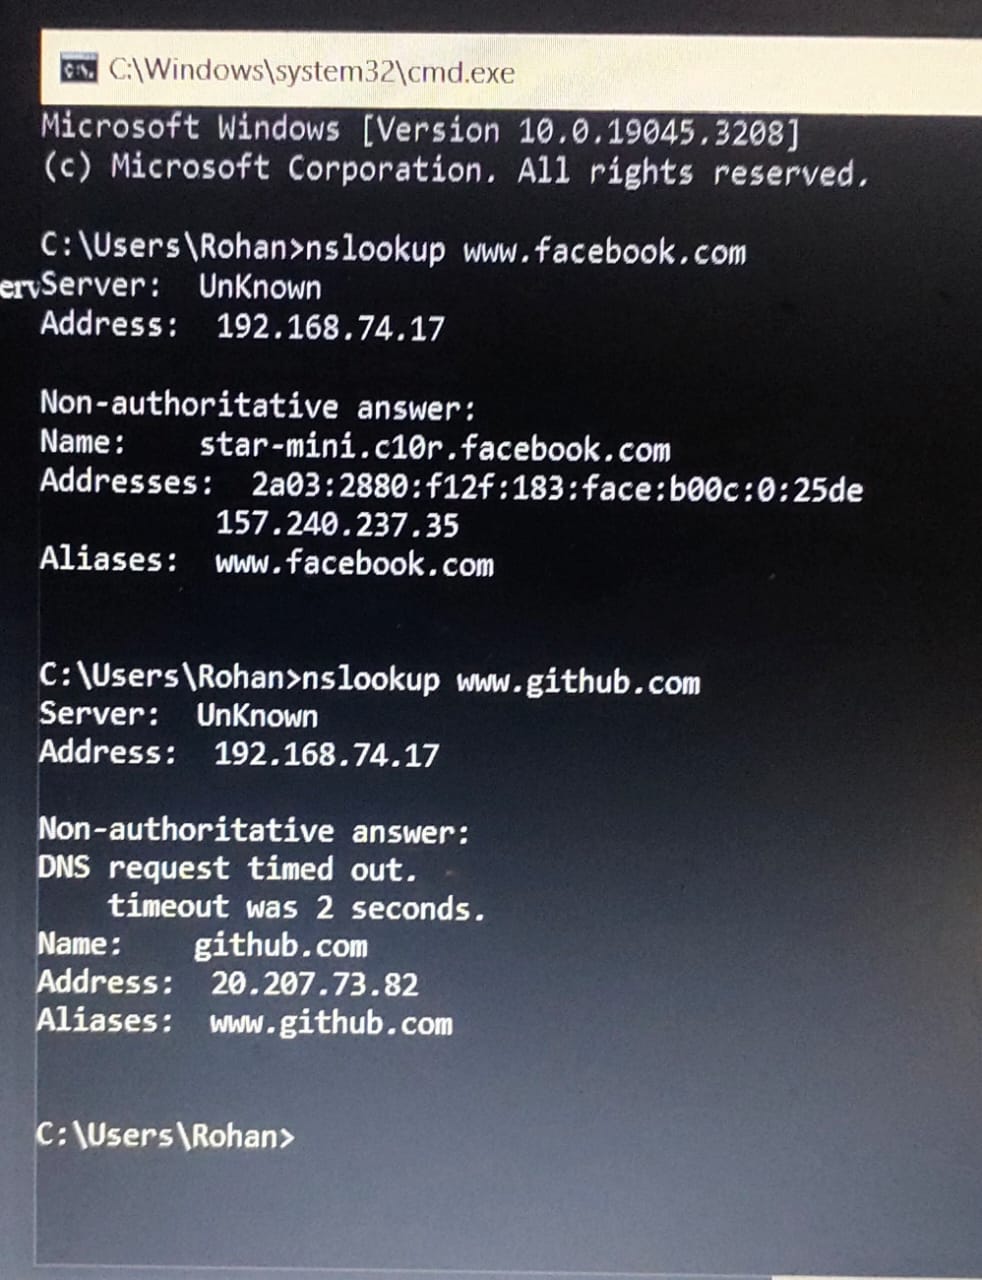 C:\Windows\system32\cmd.exe
Microsoft Windows [Version 10.0.19045.3208]
(c) Microsoft Corporation. All rights reserved.
C:\Users\Rohan>nslookup www.facebook.com
erv
Server:  UnKnown
Address:  192.168.74.17
Non-authoritative answer:
Name:    star-mini.c10r.facebook.com
Addresses:  2a03:2880:f12f:183:face:b00c:0:25de
157.240.237.35
Aliases:  www.facebook.com
C:\Users\Rohan>nslookup www.github.com
Server:  UnKnown
Address:  192.168.74.17
Non-authoritative answer:
DNS request timed out.
timeout was 2 seconds.
Name:    github.com
Address:  20.207.73.82
Aliases:  www.github.com
C:\Users\Rohan>